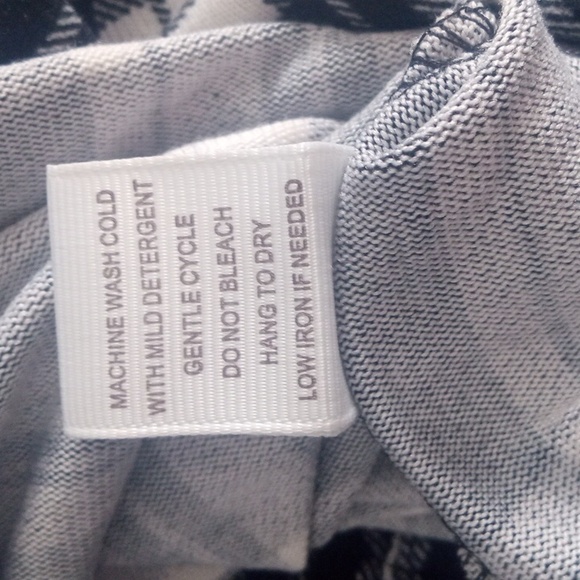 MACHINE WASH COLD
WITH MILD DETERGENT
GENTLE CYCLE
DO NOT BLEACH
HANG TO DRY
LOW IRON IF NEEDED